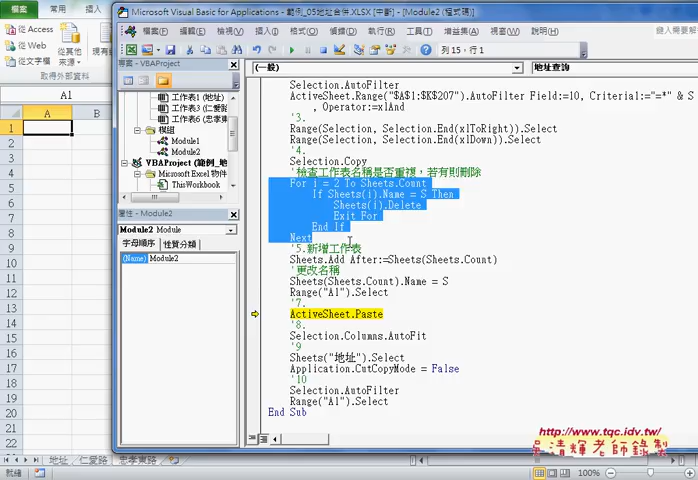 檔案
常用
插入
從 Access
從 Web
從文字檔
從其他
來源
現有
取得外部資料
A1
A B
1
2
3
4
5
6
7
8
9
10
11
12
13
14
15
16
17
18
19
20
21
22
地址 仁愛路 忠孝東路
就緒
100%
Microsoft Visual Basic for Applications - 範例_05地址合併.XLSX [中斷] - [Module2 (程式碼)]
檔案(F) 編輯(E) 檢視(V) 插入(I) 格式(O) 偵錯(D) 執行(R) 工具(T) 增益集(A) 視窗(W) 說明(H)
鍵入需要解
列 15，行 1
專案 - VBAProject
工作表1 (地址)
工作表3 (仁愛路
工作表6 (忠孝東
模組
Module1
Module2
VBAProject (範例_
Microsoft Excel 物件
ThisWorkbook
屬性 - Module2
Module2 Module
字母順序 性質分類
(Name) Module2
(一般) 地址查詢
Selection.AutoFilter
ActiveSheet.Range("$A$1:$K$207").AutoFilter Field:=10, Criteria1:="=*" & S
, Operator:=xlAnd
'3.
Range(Selection, Selection.End(xlToRight)).Select
Range(Selection, Selection.End(xlDown)).Select
'4.
Selection.Copy
'檢查工作表名稱是否重複，若有則刪除
For i = 2 To Sheets.Count
If Sheets(i).Name = S Then
Sheets(i).Delete
Exit For
End If
Next
'5.新增工作表
Sheets.Add After:=Sheets(Sheets.Count)
'更改名稱
Sheets(Sheets.Count).Name = S
Range("A1").Select
'7.
ActiveSheet.Paste
'8.
Selection.Columns.AutoFit
'9
Sheets("地址").Select
Application.CutCopyMode = False
'10
Selection.AutoFilter
Range("A1").Select
End Sub
http://www.tqc.idv.tw/
吳清輝老師錄製